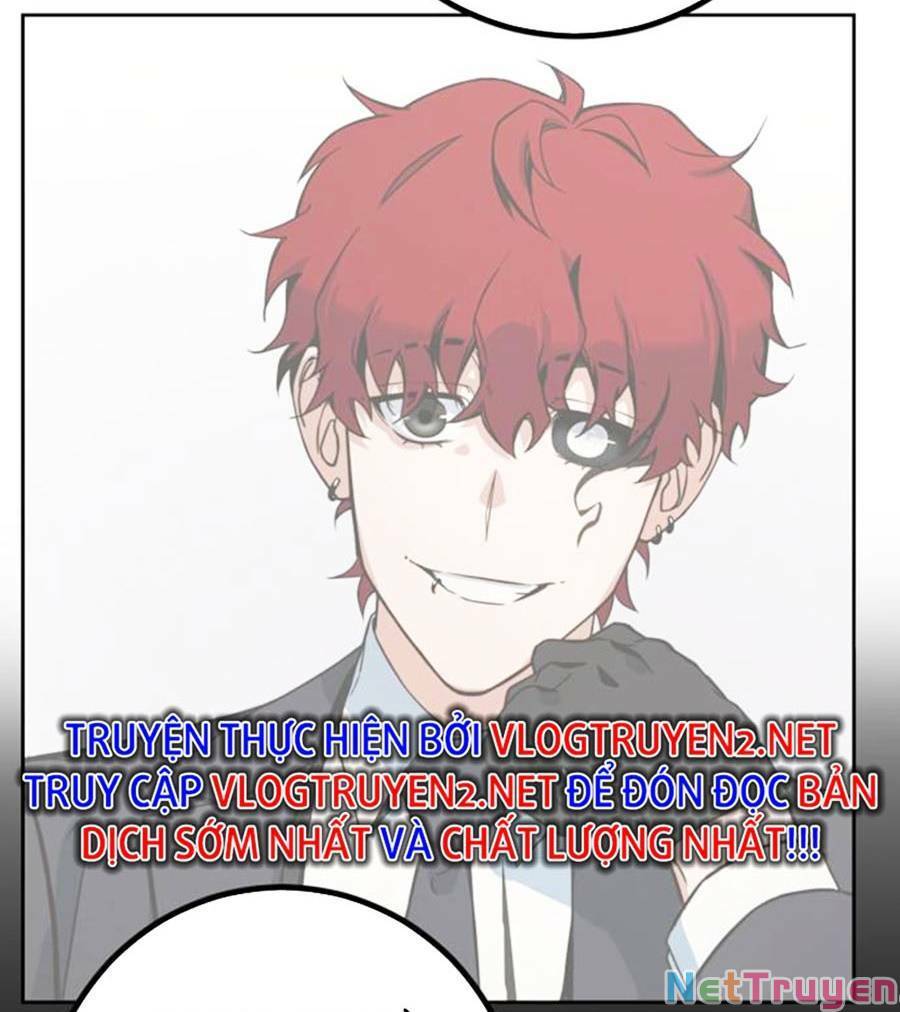 TRUYỆN THỰC HIỆN BỞI VLOGTRUYEN2.NET
TRUY CẬP VLOGTRUYEN2.NET ĐỂ ĐÓN ĐỌC BẢN
DỊCH SỚM NHẤT VÀ CHẤT LƯỢNG NHẤT!!!
NetTruyen